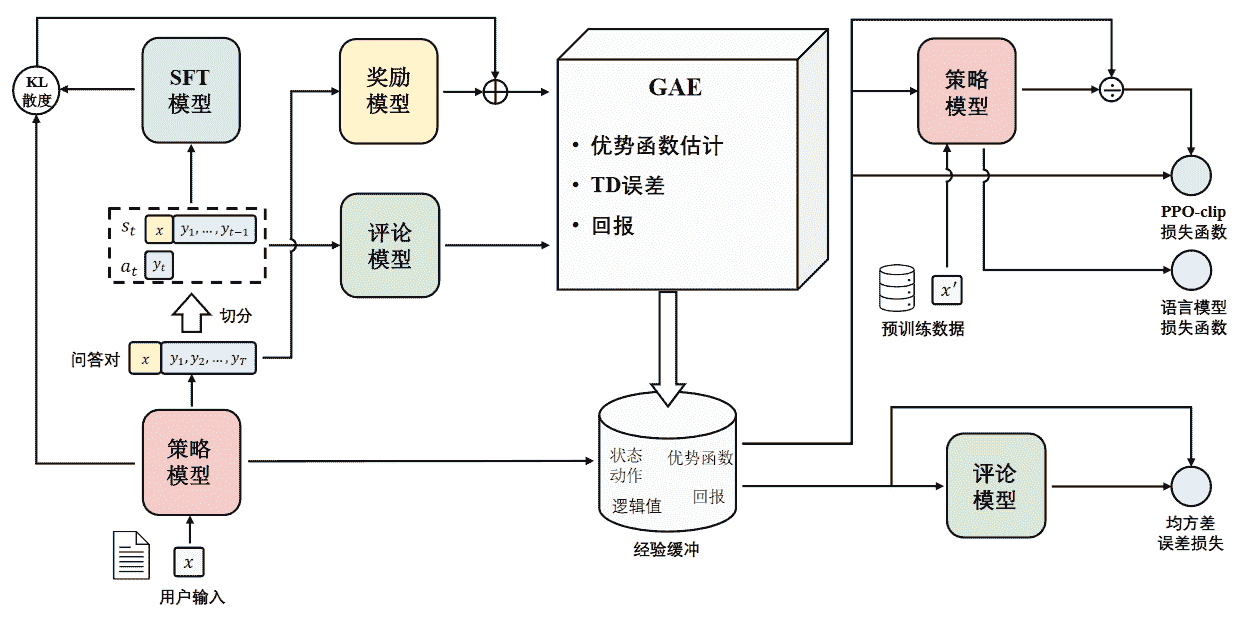 KL
散度
SFT
模型
奖励
模型
GAE
• 优势函数估计
• TD误差
• 回报
策略
模型
÷
PPO-clip
损失函数
s_t x y_1, ..., y_{t-1}
a_t y_t
评论
模型
切分
问答对 x y_1, y_2, ..., y_T
x'
预训练数据
语言模型
损失函数
策略
模型
状态
动作
优势函数
逻辑值
回报
经验缓冲
评论
模型
均方差
误差损失
x
用户输入